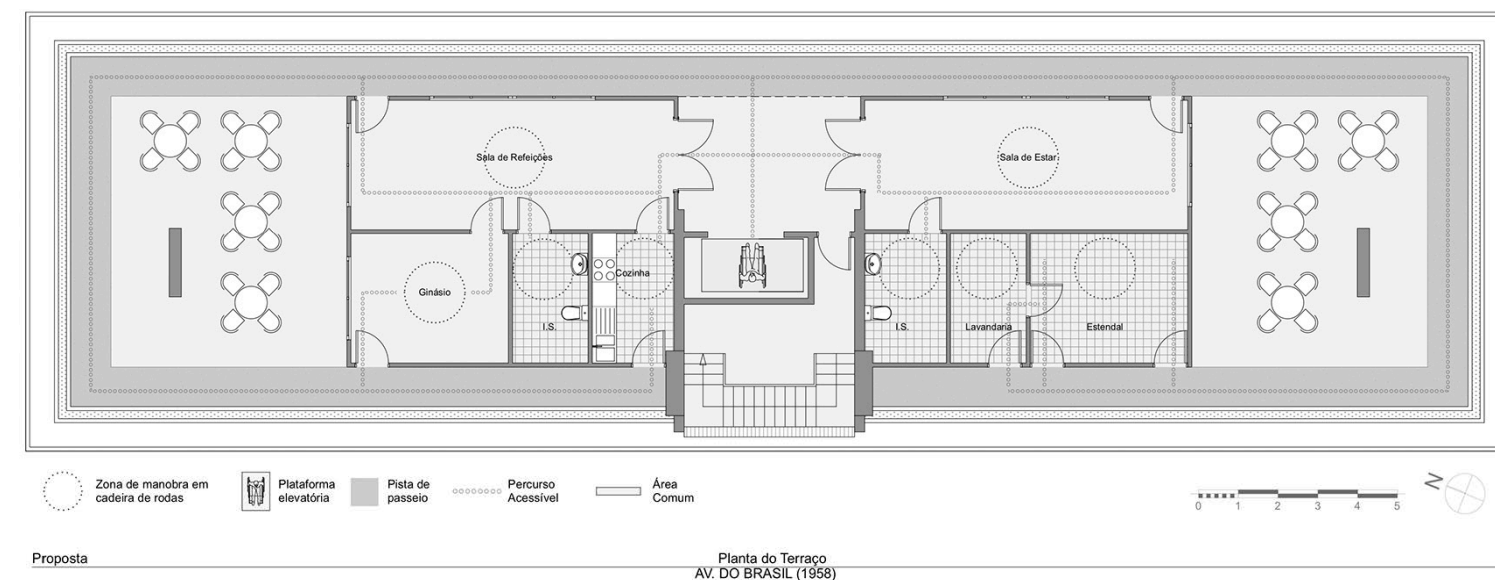 Sala de Refeições
Sala de Estar
Ginásio
I.S.
Cozinha
I.S.
Lavandaria
Estendal
Zona de manobra em
cadeira de rodas
Plataforma
elevatória
Pista de
passeio
Percurso
Acessível
Área
Comum
0 1 2 3 4 5
N
Proposta
Planta do Terraço
AV. DO BRASIL (1958)